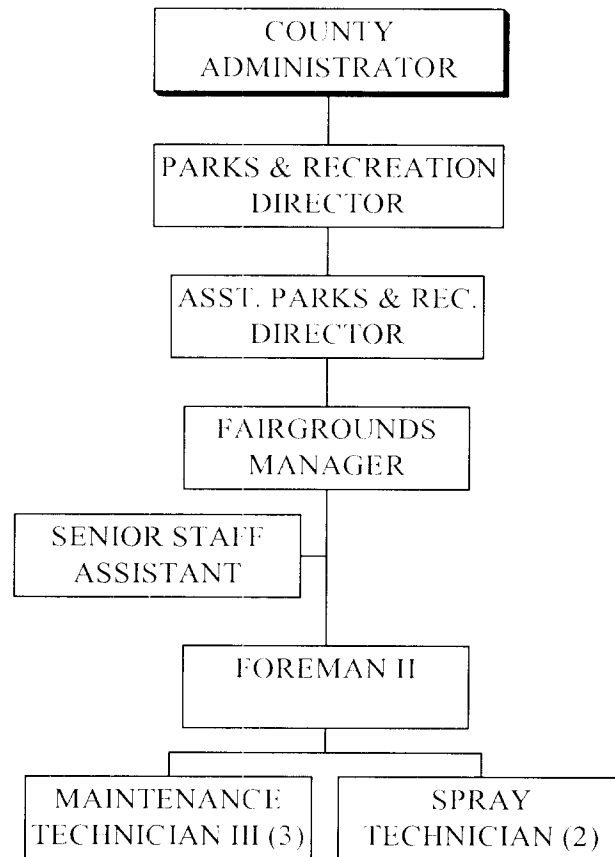 COUNTY
ADMINISTRATOR
PARKS & RECREATION
DIRECTOR
ASST. PARKS & REC.
DIRECTOR
FAIRGROUNDS
MANAGER
SENIOR STAFF
ASSISTANT
FOREMAN II
MAINTENANCE
TECHNICIAN III (3)
SPRAY
TECHNICIAN (2)